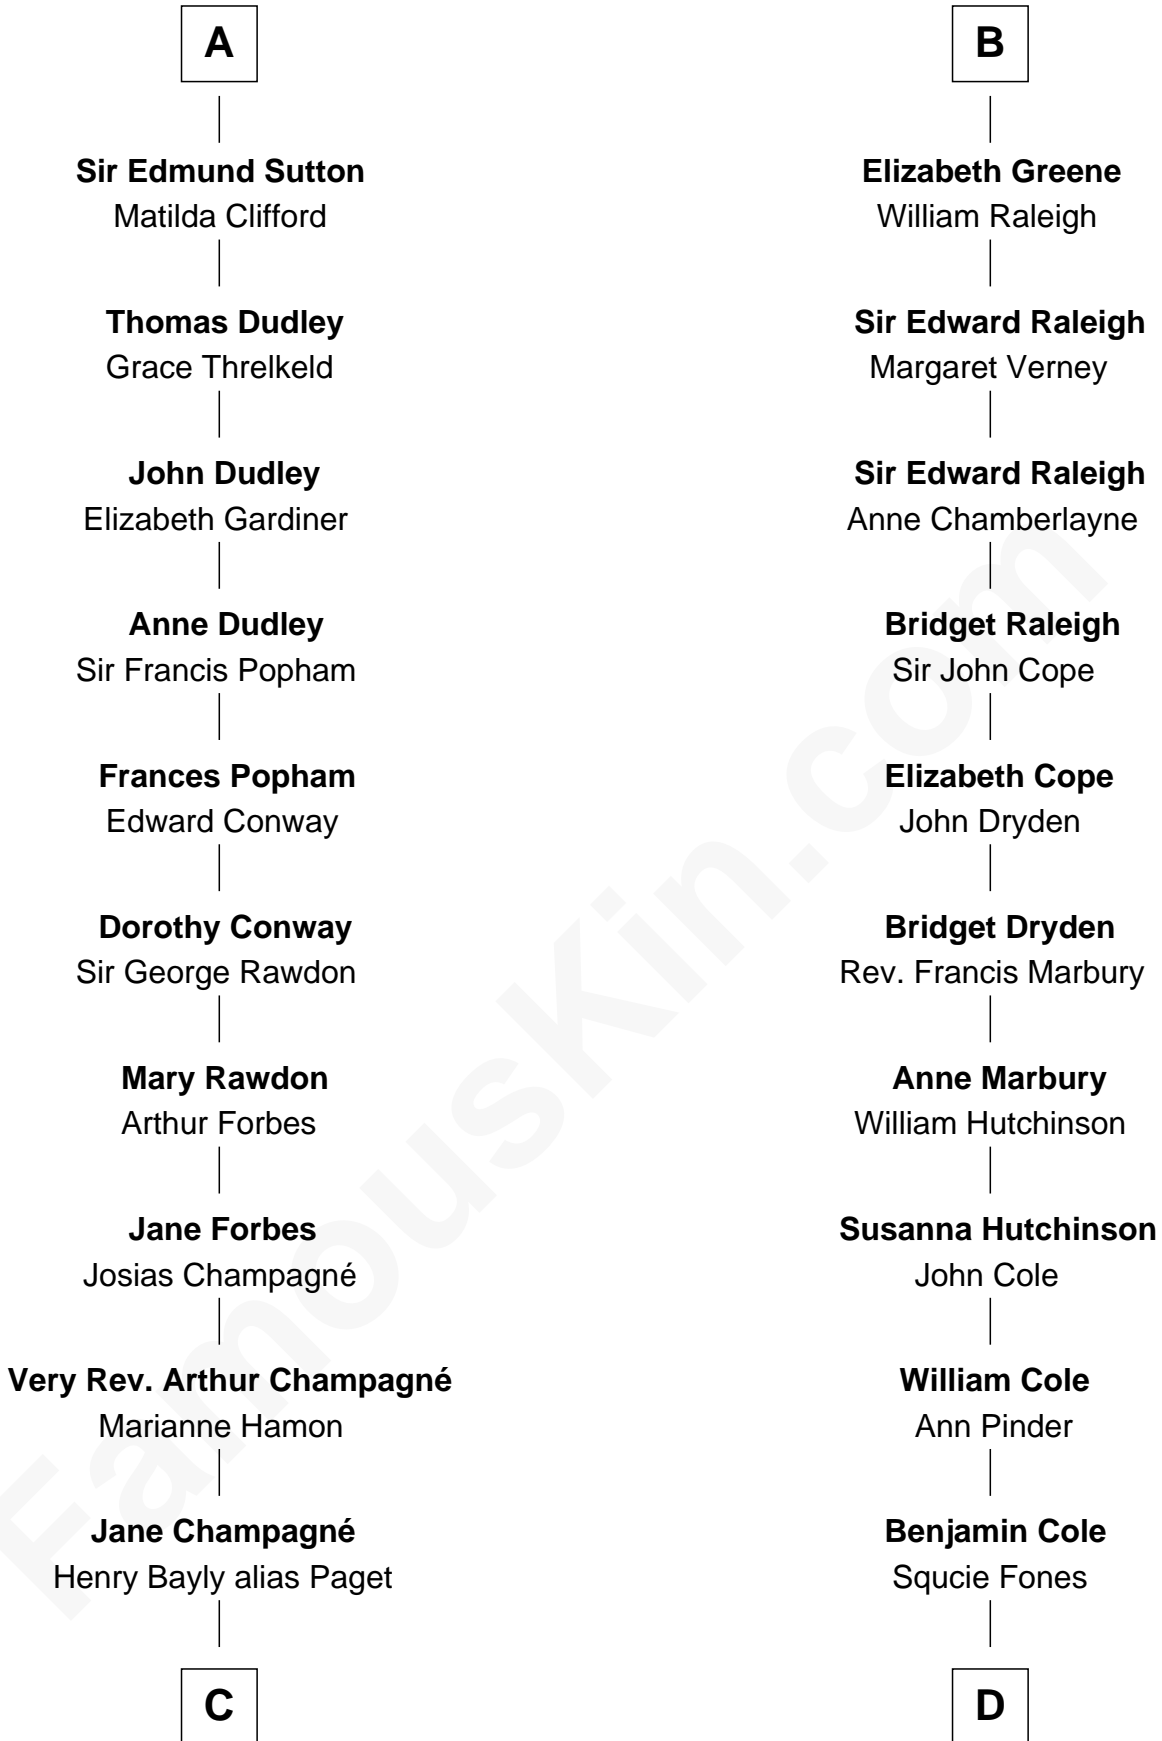 A
Sir Edmund Sutton
Matilda Clifford
Thomas Dudley
Grace Threlkeld
John Dudley
Elizabeth Gardiner
Anne Dudley
Sir Francis Popham
Frances Popham
Edward Conway
Dorothy Conway
Sir George Rawdon
Mary Rawdon
Arthur Forbes
Jane Forbes
Josias Champagné
Very Rev. Arthur Champagné
Marianne Hamon
Jane Champagné
Henry Bayly alias Paget
C
B
Elizabeth Greene
William Raleigh
Sir Edward Raleigh
Margaret Verney
Sir Edward Raleigh
Anne Chamberlayne
Bridget Raleigh
Sir John Cope
Elizabeth Cope
John Dryden
Bridget Dryden
Rev. Francis Marbury
Anne Marbury
William Hutchinson
Susanna Hutchinson
John Cole
William Cole
Ann Pinder
Benjamin Cole
Squcie Fones
D
FamousKin.com